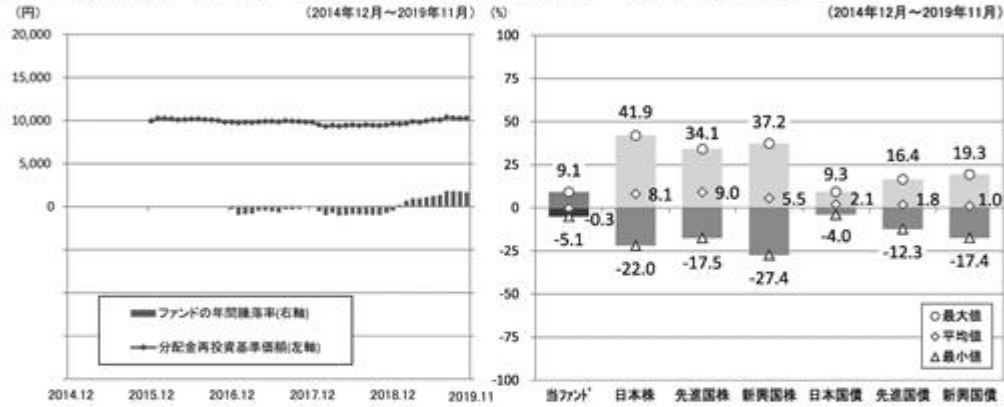 (円)
(2014年12月～2019年11月)
20,000
15,000
10,000
5,000
0
ファンドの年間騰落率(右軸)
分配金再投資基準価額(左軸)
2014.12 2015.12 2016.12 2017.12 2018.12 2019.11
(%)
(2014年12月～2019年11月)
100
75
50
25
0
-25
-50
-75
-100
9.1 41.9 34.1 37.2 9.3 16.4 19.3
-0.3 8.1 9.0 5.5 2.1 1.8 1.0
-5.1 -22.0 -17.5 -27.4 -4.0 -12.3 -17.4
最大値
平均値
最小値
当ファンド 日本株 先進国株 新興国株 日本国債 先進国債 新興国債